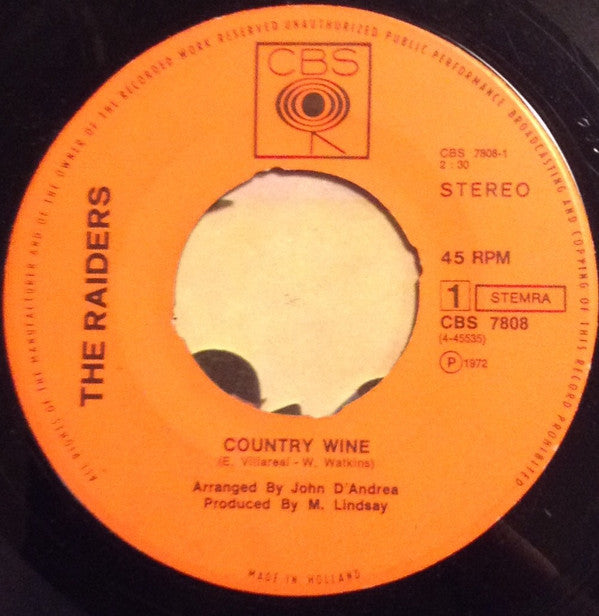 ALL RIGHTS OF THE MANUFACTURER AND OF THE OWNER OF THE RECORDED WORK RESERVED UNAUTHORIZED PUBLIC PERFORMANCE BROADCASTING AND COPYING OF THIS RECORD PROHIBITED
CBS
CBS 7808-1
2:30
STEREO
THE RAIDERS
45 RPM
1 STEMRA
CBS 7808
(4-45535)
P 1972
COUNTRY WINE
(E. Villareal - W. Watkins)
Arranged By John D'Andrea
Produced By M. Lindsay
MADE IN HOLLAND